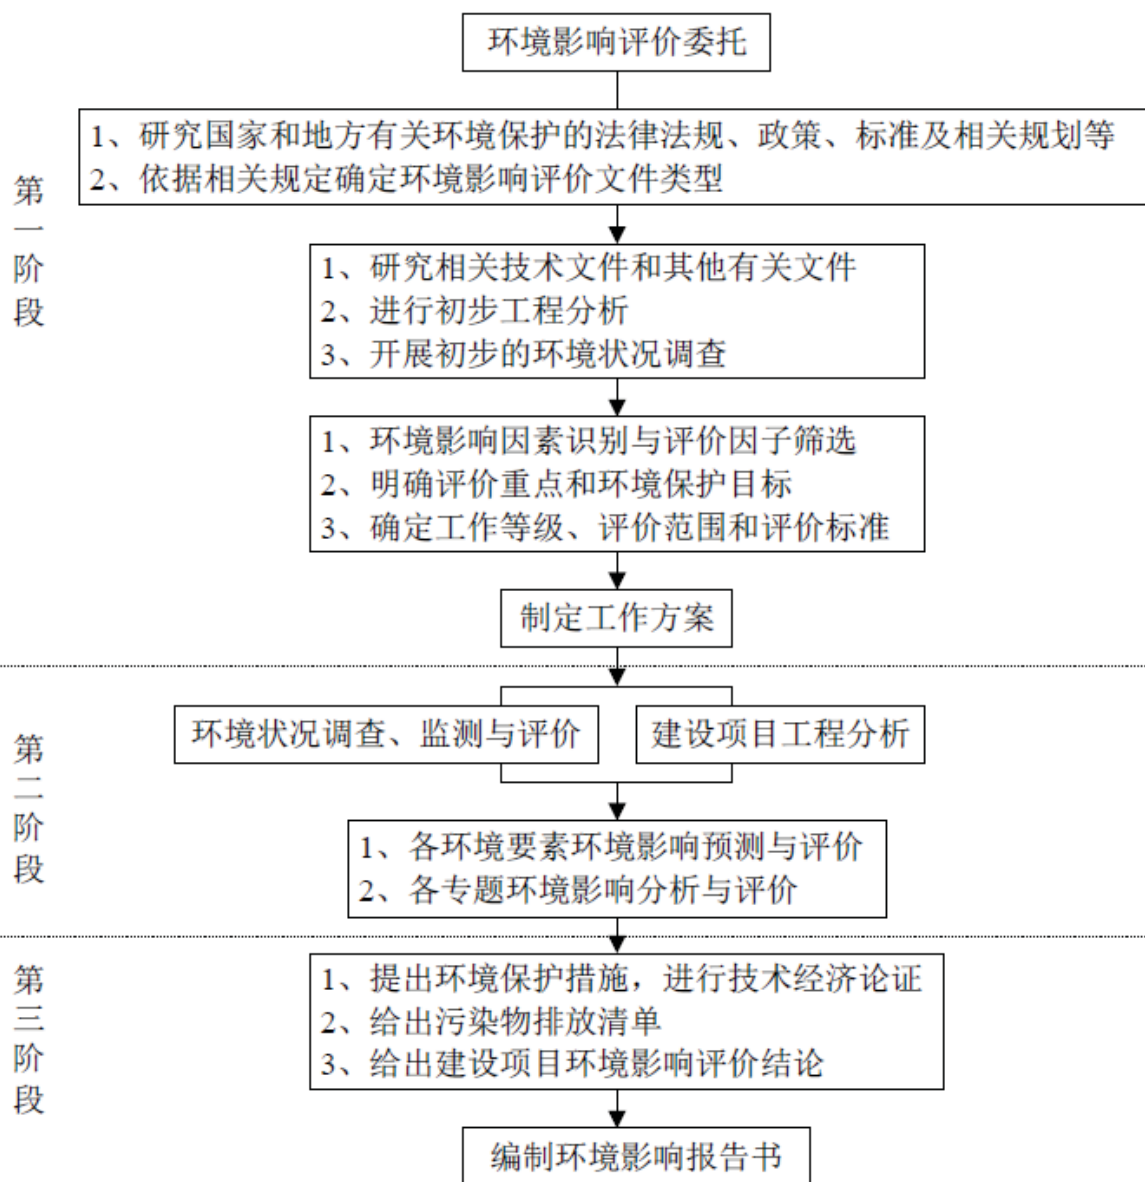 环境影响评价委托
第一阶段
1、研究国家和地方有关环境保护的法律法规、政策、标准及相关规划等
2、依据相关规定确定环境影响评价文件类型
1、研究相关技术文件和其他有关文件
2、进行初步工程分析
3、开展初步的环境状况调查
1、环境影响因素识别与评价因子筛选
2、明确评价重点和环境保护目标
3、确定工作等级、评价范围和评价标准
制定工作方案
第二阶段
环境状况调查、监测与评价
建设项目工程分析
1、各环境要素环境影响预测与评价
2、各专题环境影响分析与评价
第三阶段
1、提出环境保护措施，进行技术经济论证
2、给出污染物排放清单
3、给出建设项目环境影响评价结论
编制环境影响报告书